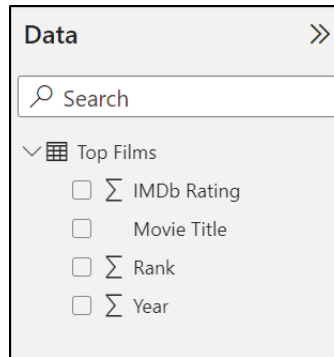 Data
Search
Top Films
∑ IMDb Rating
Movie Title
∑ Rank
∑ Year